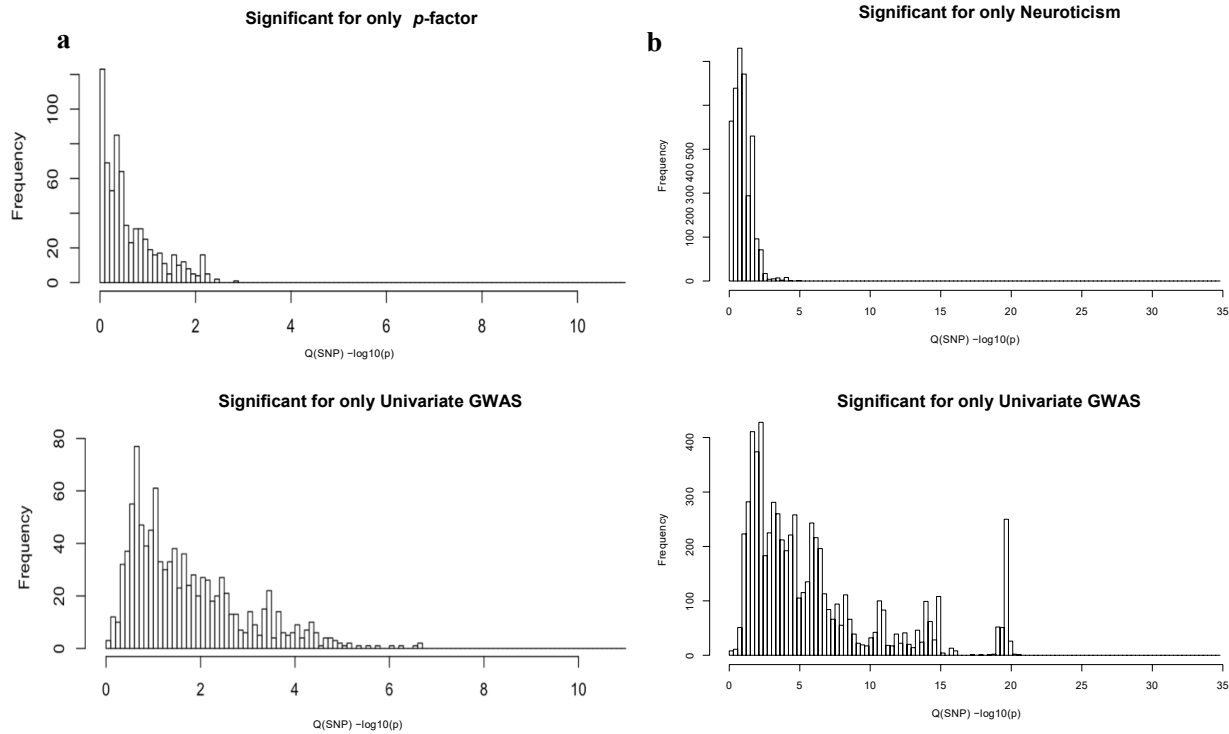 Significant for only p-factor
a
Frequency
0 20 60 100
0 2 4 6 8 10
Q(SNP) −log10(p)
Significant for only Neuroticism
b
Frequency
0 100 200 300 400 500
0 5 10 15 20 25 30 35
Q(SNP) −log10(p)
Significant for only Univariate GWAS
Frequency
0 20 40 60 80
0 2 4 6 8 10
Q(SNP) −log10(p)
Significant for only Univariate GWAS
Frequency
0 100 200 300 400
0 5 10 15 20 25 30 35
Q(SNP) −log10(p)